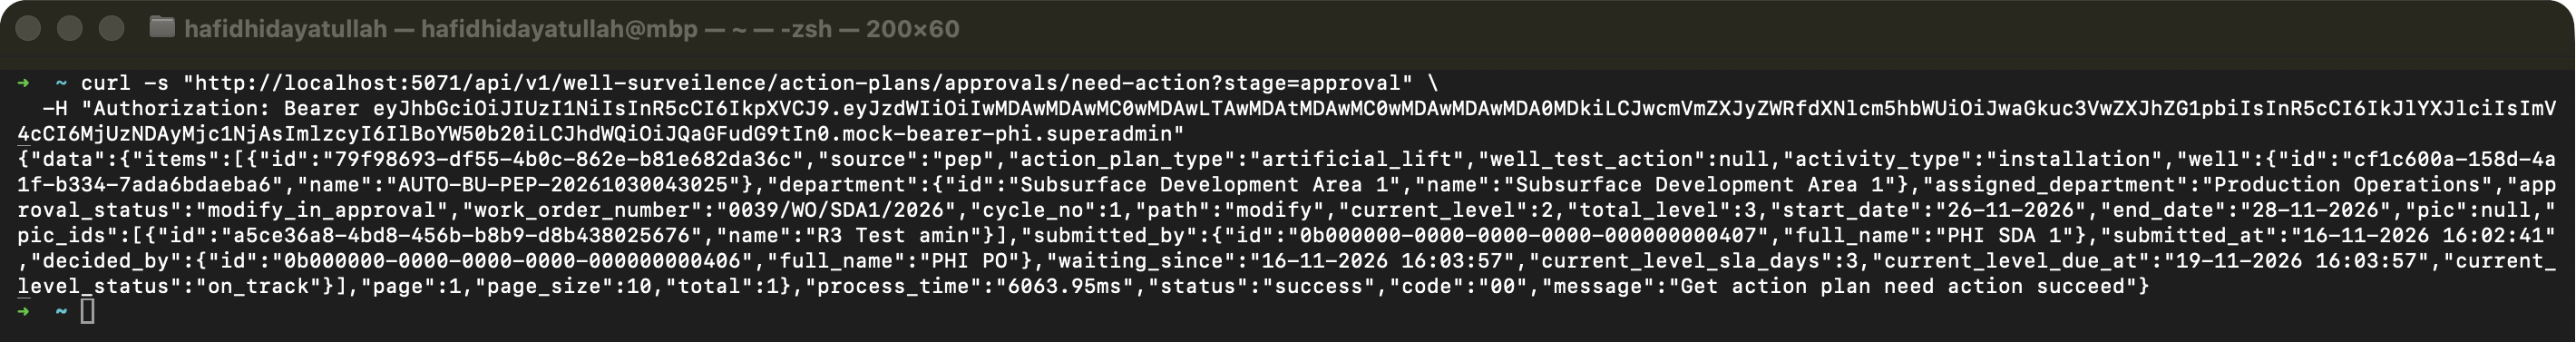 hafidhidayatullah — hafidhidayatullah@mbp — ~ — -zsh — 200×60
➜  ~ curl -s "http://localhost:5071/api/v1/well-surveilence/action-plans/approvals/need-action?stage=approval" \
  -H "Authorization: Bearer eyJhbGciOiJIUzI1NiIsInR5cCI6IkpXVCJ9.eyJzdWIiOiIwMDAwMDAwMC0wMDAwLTAwMDAtMDAwMC0wMDAwMDAwMDA0MDkiLCJwcmVmZXJyZWRfdXNlcm5hbWUiOiJwaGkuc3VwZXJhZG1pbiIsInR5cCI6IkJlYXJlciIsImV
4cCI6MjUzNDAyMjc1NjAsImlzcyI6IlBoYW50b20iLCJhdWQiOiJQaGFudG9tIn0.mock-bearer-phi.superadmin"
{"data":{"items":[{"id":"79f98693-df55-4b0c-862e-b81e682da36c","source":"pep","action_plan_type":"artificial_lift","well_test_action":null,"activity_type":"installation","well":{"id":"cf1c600a-158d-4a
1f-b334-7ada6bdaeba6","name":"AUTO-BU-PEP-20261030043025"},"department":{"id":"Subsurface Development Area 1","name":"Subsurface Development Area 1"},"assigned_department":"Production Operations","app
roval_status":"modify_in_approval","work_order_number":"0039/WO/SDA1/2026","cycle_no":1,"path":"modify","current_level":2,"total_level":3,"start_date":"26-11-2026","end_date":"28-11-2026","pic":null,"
pic_ids":[{"id":"a5ce36a8-4bd8-456b-b8b9-d8b438025676","name":"R3 Test amin"}],"submitted_by":{"id":"0b000000-0000-0000-0000-000000000407","full_name":"PHI SDA 1"},"submitted_at":"16-11-2026 16:02:41"
,"decided_by":{"id":"0b000000-0000-0000-0000-000000000406","full_name":"PHI PO"},"waiting_since":"16-11-2026 16:03:57","current_level_sla_days":3,"current_level_due_at":"19-11-2026 16:03:57","current_
level_status":"on_track"}],"page":1,"page_size":10,"total":1},"process_time":"6063.95ms","status":"success","code":"00","message":"Get action plan need action succeed"}
➜  ~